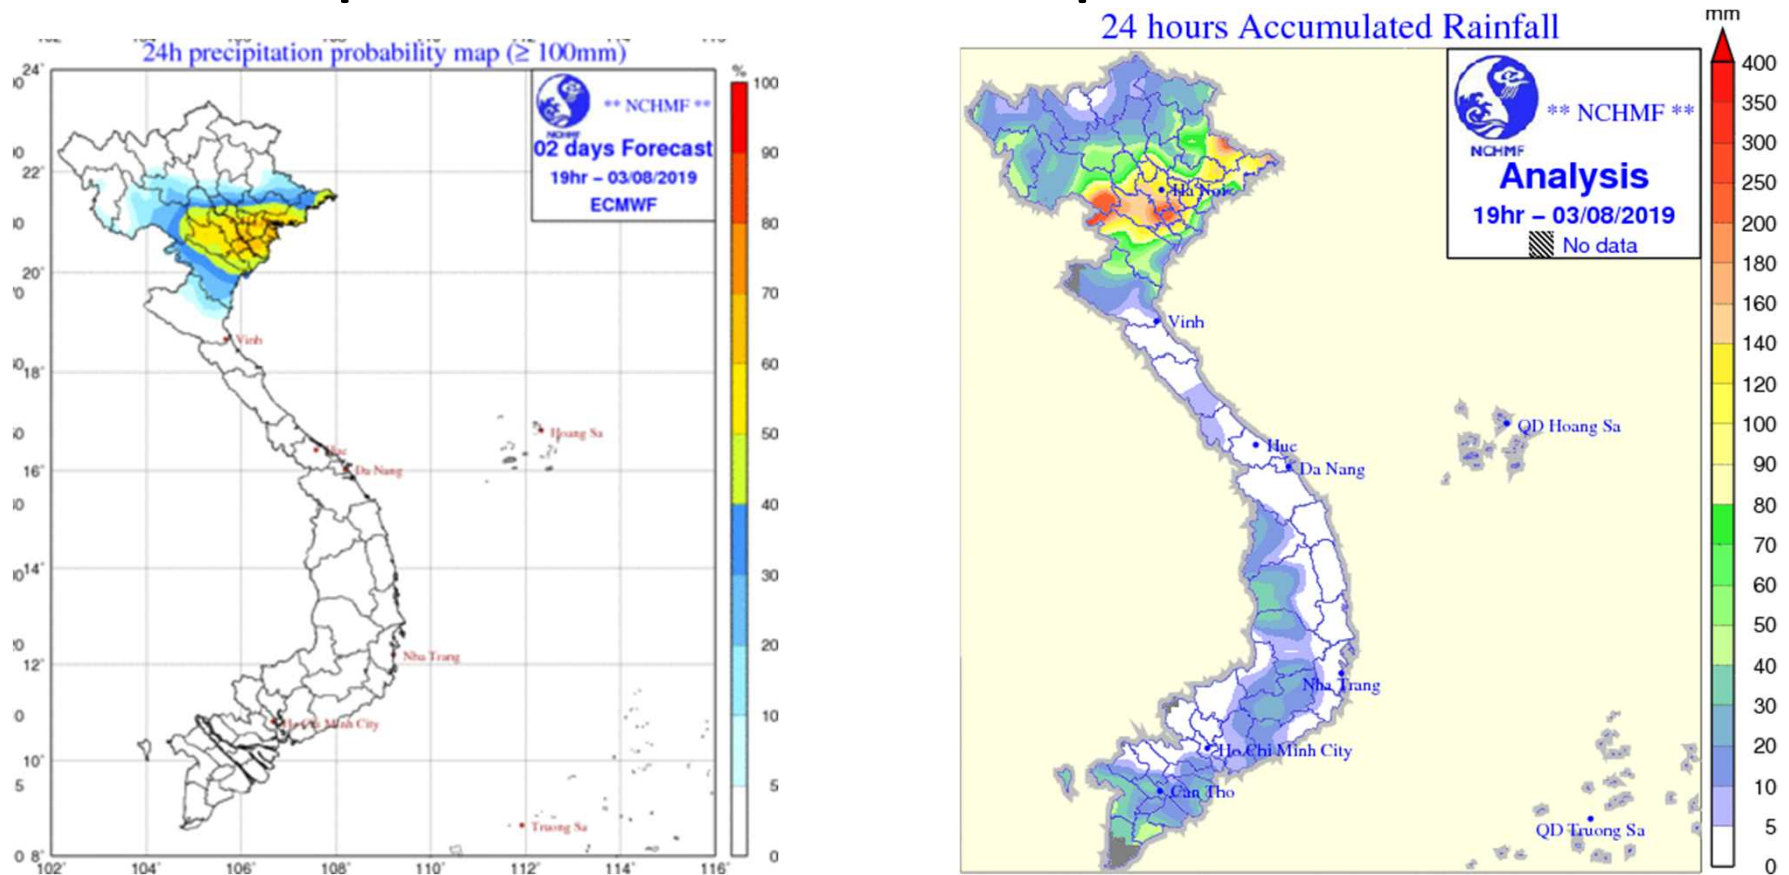 24h precipitation probability map (≥ 100mm)
24°
22°
20°
18°
16°
14°
12°
10°
8°
102°
104°
106°
108°
110°
112°
114°
116°
NCHMF
** NCHMF **
02 days Forecast
19hr – 03/08/2019
ECMWF
Vinh
Hoang Sa
Da Nang
Nha Trang
Ho Chi Minh City
Truong Sa
%
100
90
80
70
60
50
40
30
20
10
5
0
24 hours Accumulated Rainfall
NCHMF
** NCHMF **
Analysis
19hr – 03/08/2019
No data
Ha Noi
Vinh
QD Hoang Sa
Huc
Da Nang
Nha Trang
Ho Chi Minh City
Can Tho
QD Truong Sa
mm
400
350
300
250
200
180
160
140
120
100
90
80
70
60
50
40
30
20
10
5
0